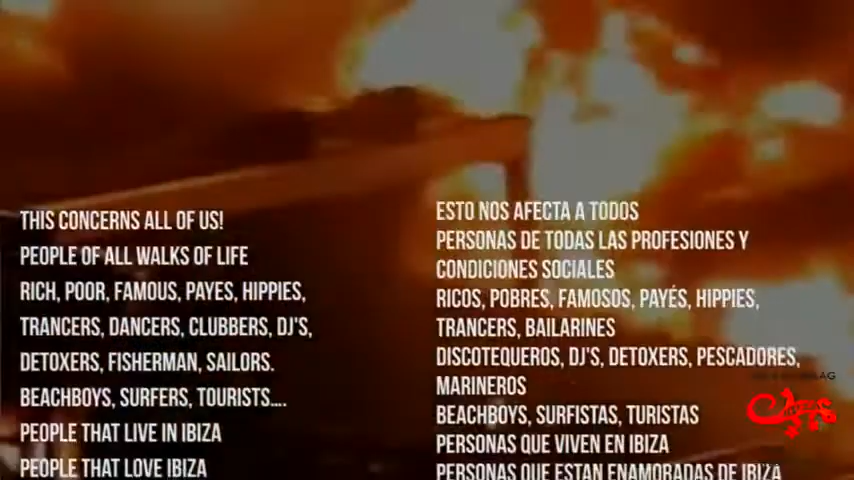 THIS CONCERNS ALL OF US!
PEOPLE OF ALL WALKS OF LIFE
RICH, POOR, FAMOUS, PAYES, HIPPIES,
TRANCERS, DANCERS, CLUBBERS, DJ'S,
DETOXERS, FISHERMAN, SAILORS.
BEACHBOYS, SURFERS, TOURISTS....
PEOPLE THAT LIVE IN IBIZA
PEOPLE THAT LOVE IBIZA
ESTO NOS AFECTA A TODOS
PERSONAS DE TODAS LAS PROFESIONES Y
CONDICIONES SOCIALES
RICOS, POBRES, FAMOSOS, PAYÉS, HIPPIES,
TRANCERS, BAILARINES
DISCOTEQUEROS, DJ'S, DETOXERS, PESCADORES,
MARINEROS
BEACHBOYS, SURFISTAS, TURISTAS
PERSONAS QUE VIVEN EN IBIZA
PERSONAS QUE ESTAN ENAMORADAS DE IBIZA